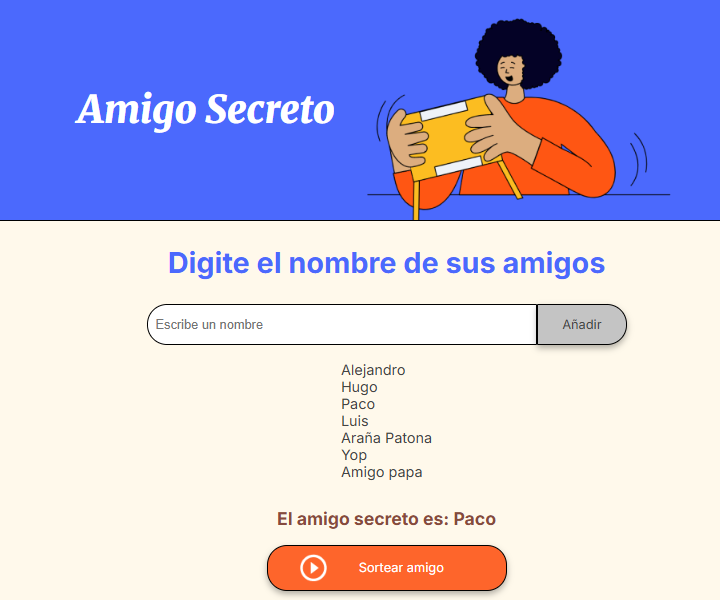 Amigo Secreto
Digite el nombre de sus amigos
Escribe un nombre
Añadir
Alejandro
Hugo
Paco
Luis
Araña Patona
Yop
Amigo papa
El amigo secreto es: Paco
Sortear amigo